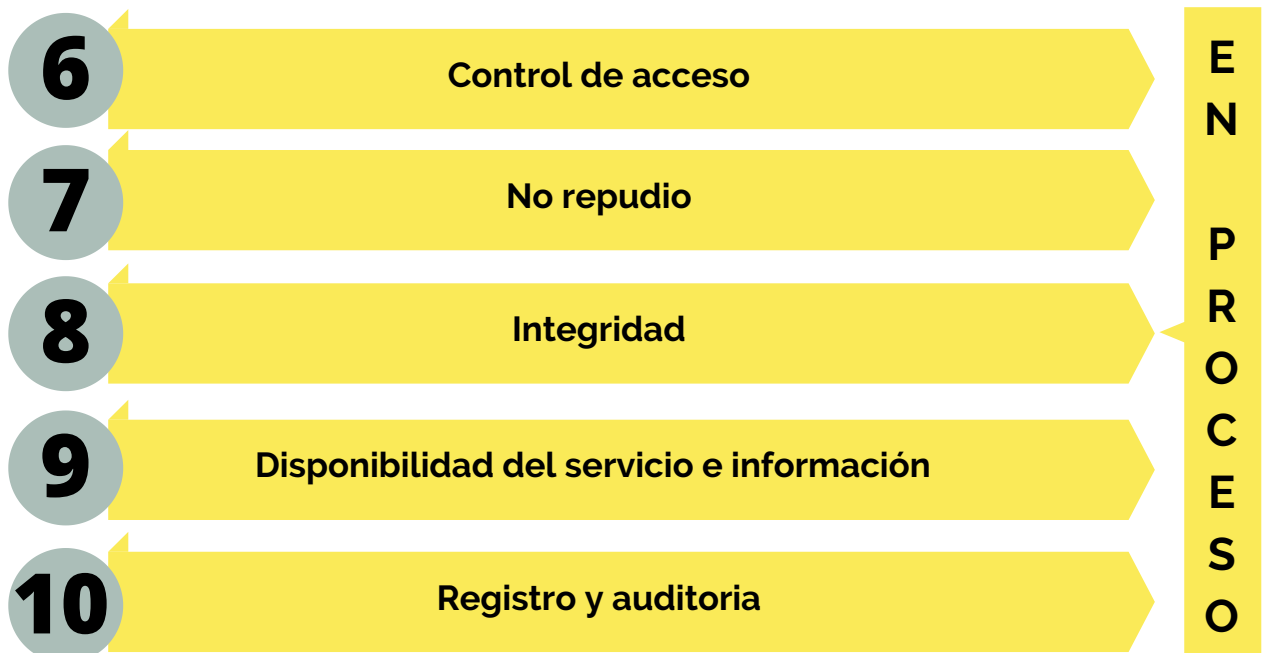 6
Control de acceso
7
No repudio
8
Integridad
9
Disponibilidad del servicio e información
10
Registro y auditoria
E
N
P
R
O
C
E
S
O